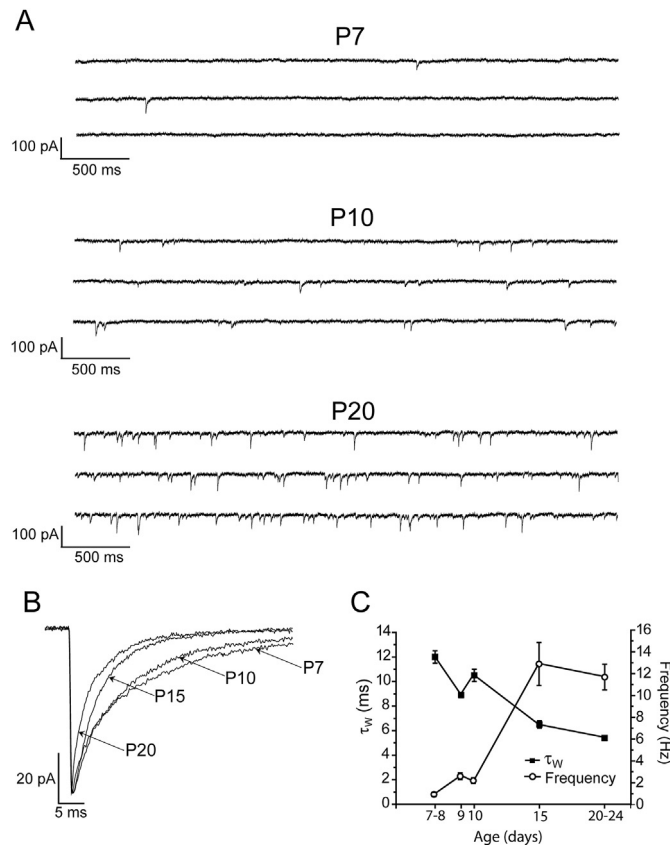 A
P7
100 pA
500 ms
P10
100 pA
500 ms
P20
100 pA
500 ms
B
P7
P10
P15
P20
20 pA
5 ms
C
14
12
10
8
6
4
2
0
τW (ms)
16
14
12
10
8
6
4
2
0
Frequency (Hz)
τW
Frequency
7-8
9
10
15
20-24
Age (days)